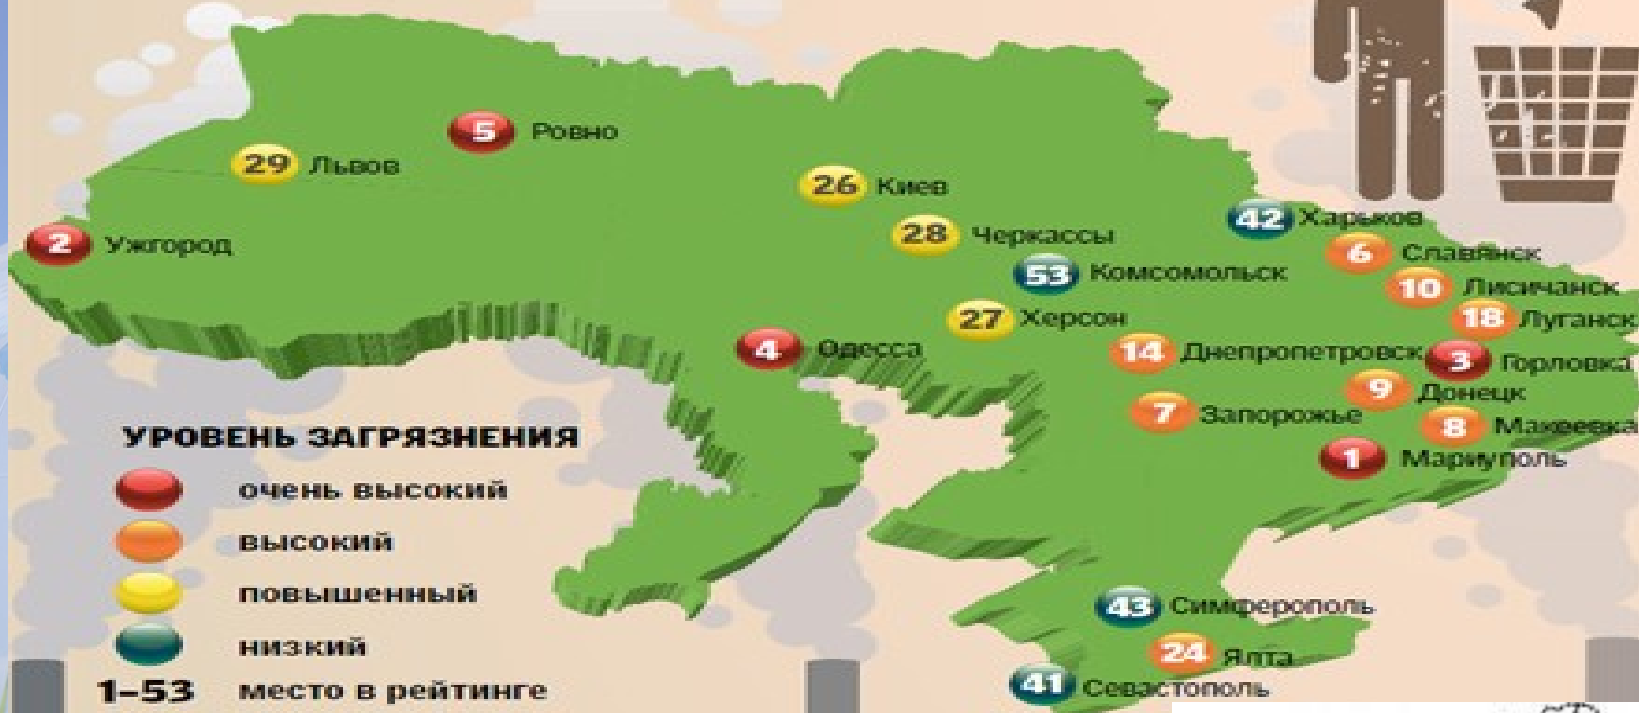 5 Ровно
29 Львов
26 Киев
2 Ужгород
28 Черкассы
42 Харьков
6 Славянск
53 Комсомольск
10 Лисичанск
27 Херсон
18 Луганск
4 Одесса
14 Днепропетровск
3 Горловка
9 Донецк
7 Запорожье
8 Макеевка
1 Мариуполь
УРОВЕНЬ ЗАГРЯЗНЕНИЯ
очень высокий
высокий
повышенный
низкий
1–53 место в рейтинге
43 Симферополь
24 Ялта
41 Севастополь